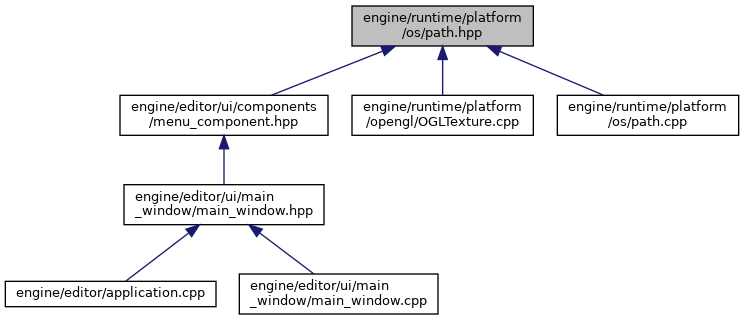 engine/runtime/platform
/os/path.hpp
engine/editor/ui/components
/menu_component.hpp
engine/runtime/platform
/opengl/OGLTexture.cpp
engine/runtime/platform
/os/path.cpp
engine/editor/ui/main
_window/main_window.hpp
engine/editor/application.cpp
engine/editor/ui/main
_window/main_window.cpp